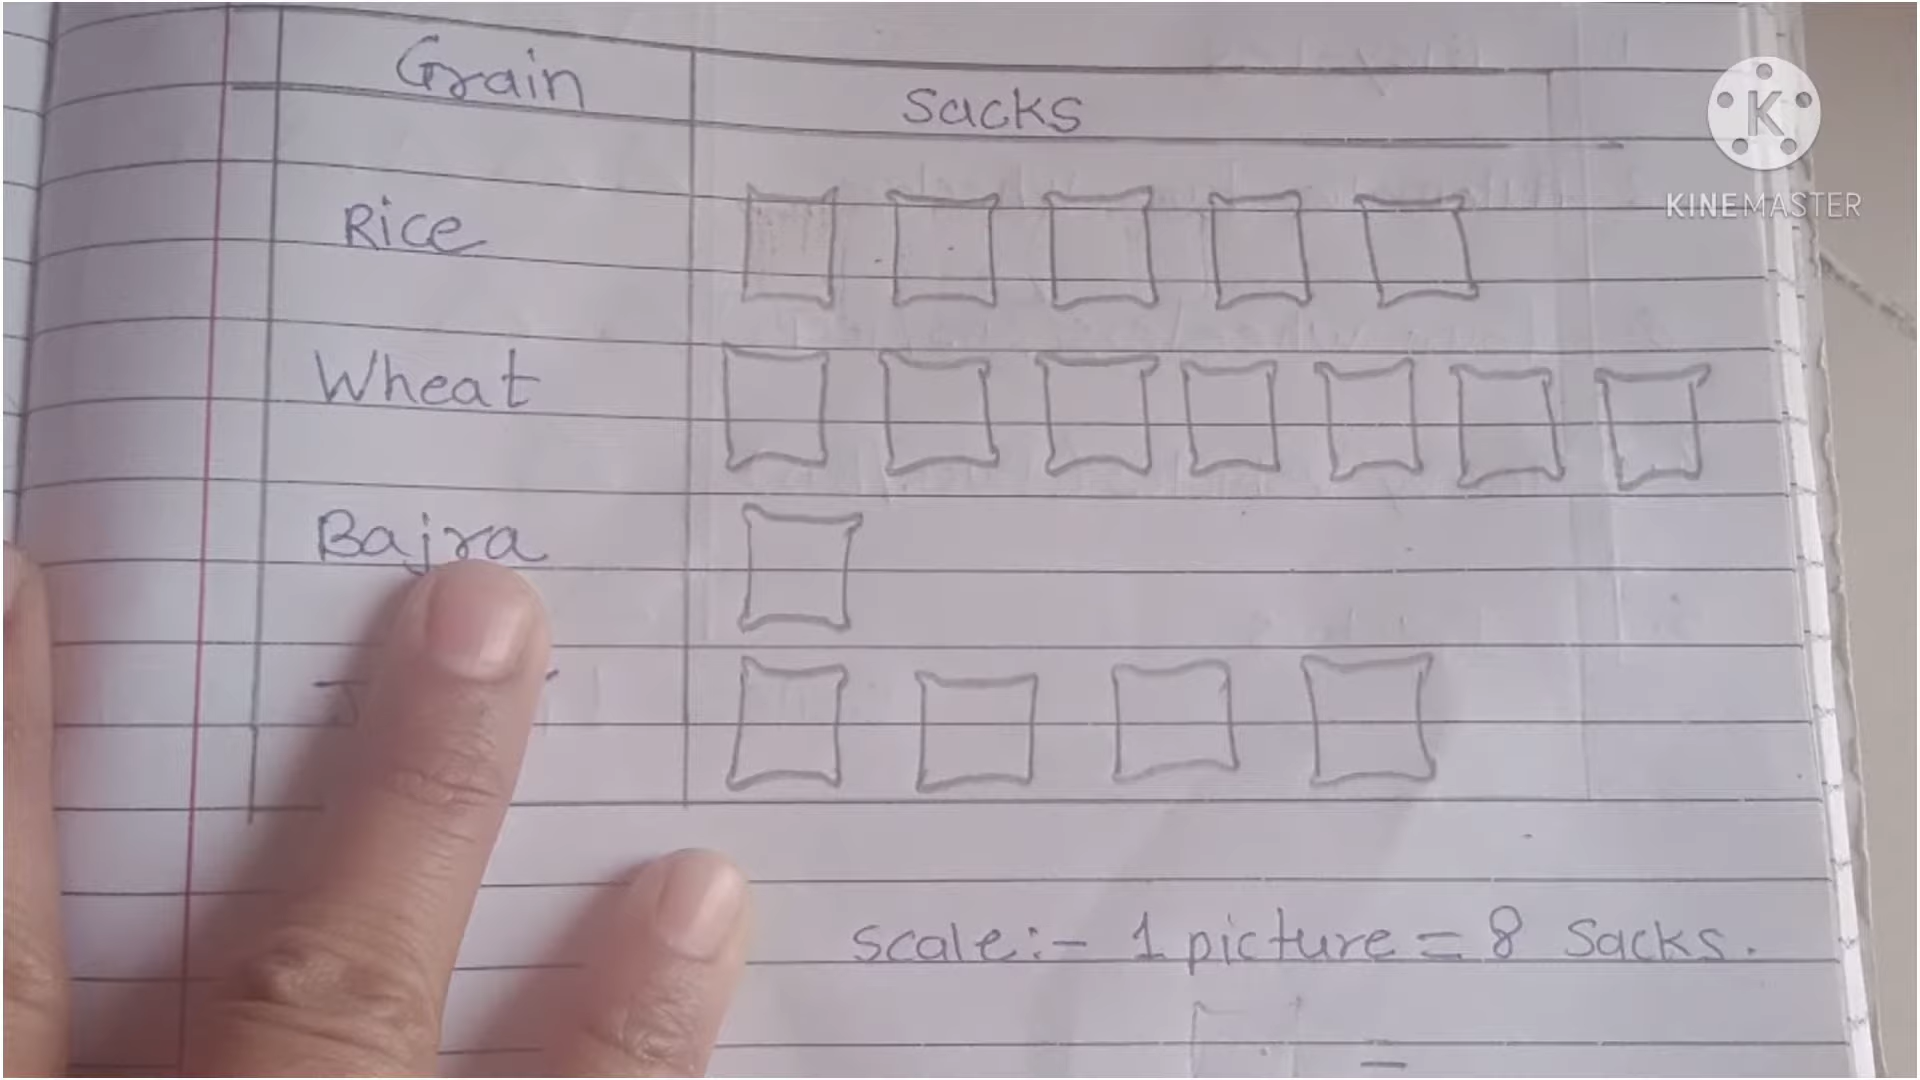 Grain Sacks
Rice
Wheat
Bajra
Scale:- 1 picture = 8 Sacks.
=
K
KINEMASTER